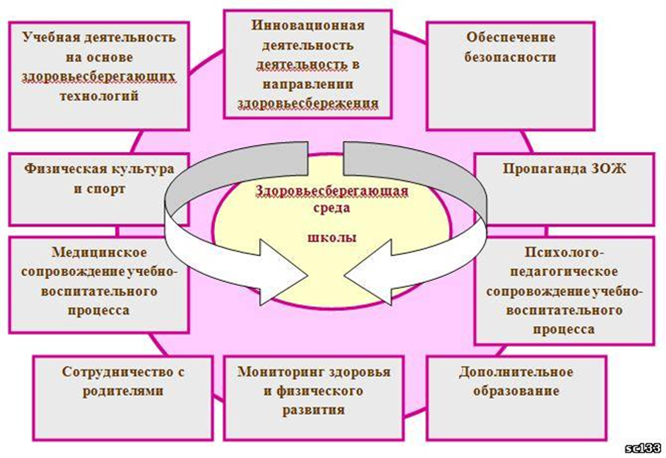 Учебная деятельность
на основе
здоровьесберегающих
технологий
Инновационная
деятельность
деятельность в
направлении
здоровьесбережения
Обеспечение
безопасности
Физическая культура
и спорт
Здоровьесберегающая
среда
школы
Пропаганда ЗОЖ
Медицинское
сопровождение учебно-
воспитательного
процесса
Психолого-
педагогическое
сопровождение учебно-
воспитательного
процесса
Сотрудничество с
родителями
Мониторинг здоровья
и физического
развития
Дополнительное
образование
sc133